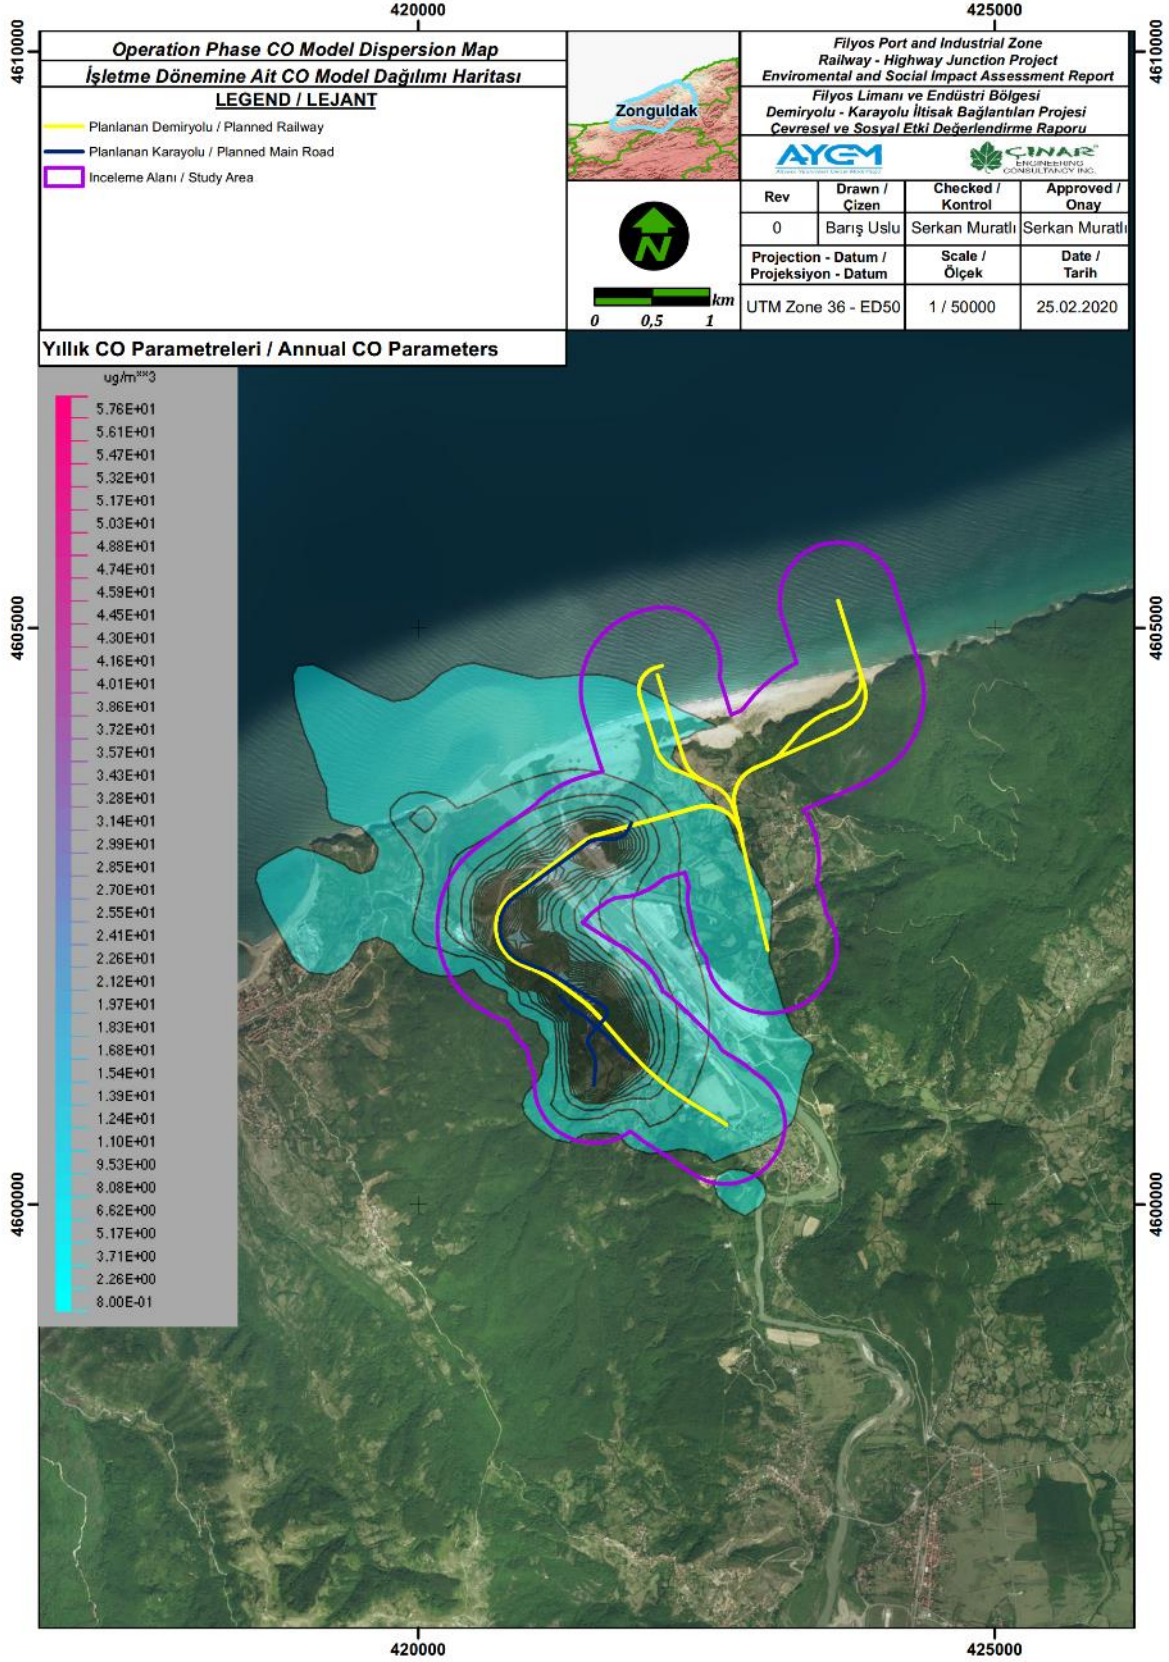 420000
425000
4610000
4610000
Operation Phase CO Model Dispersion Map
İşletme Dönemine Ait CO Model Dağılımı Haritası
LEGEND / LEJANT
Planlanan Demiryolu / Planned Railway
Planlanan Karayolu / Planned Main Road
İnceleme Alanı / Study Area
Zonguldak
N
km
0 0,5 1
Filyos Port and Industrial Zone
Railway - Highway Junction Project
Enviromental and Social Impact Assessment Report
Filyos Limanı ve Endüstri Bölgesi
Demiryolu - Karayolu İltisak Bağlantıları Projesi
Çevresel ve Sosyal Etki Değerlendirme Raporu
AYGM
ÇINAR
ENGINEERING
CONSULTANCY INC.
Rev
Drawn /
Çizen
Checked /
Kontrol
Approved /
Onay
0
Barış Uslu
Serkan Muratlı
Serkan Muratlı
Projection - Datum /
Projeksiyon - Datum
Scale /
Ölçek
Date /
Tarih
UTM Zone 36 - ED50
1 / 50000
25.02.2020
Yıllık CO Parametreleri / Annual CO Parameters
ug/m**3
5.76E+01
5.61E+01
5.47E+01
5.32E+01
5.17E+01
5.03E+01
4.88E+01
4.74E+01
4.59E+01
4.45E+01
4.30E+01
4.16E+01
4.01E+01
3.86E+01
3.72E+01
3.57E+01
3.43E+01
3.28E+01
3.14E+01
2.99E+01
2.85E+01
2.70E+01
2.55E+01
2.41E+01
2.26E+01
2.12E+01
1.97E+01
1.83E+01
1.68E+01
1.54E+01
1.39E+01
1.24E+01
1.10E+01
9.53E+00
8.08E+00
6.62E+00
5.17E+00
3.71E+00
2.26E+00
8.00E-01
4605000
4605000
4600000
4600000
420000
425000